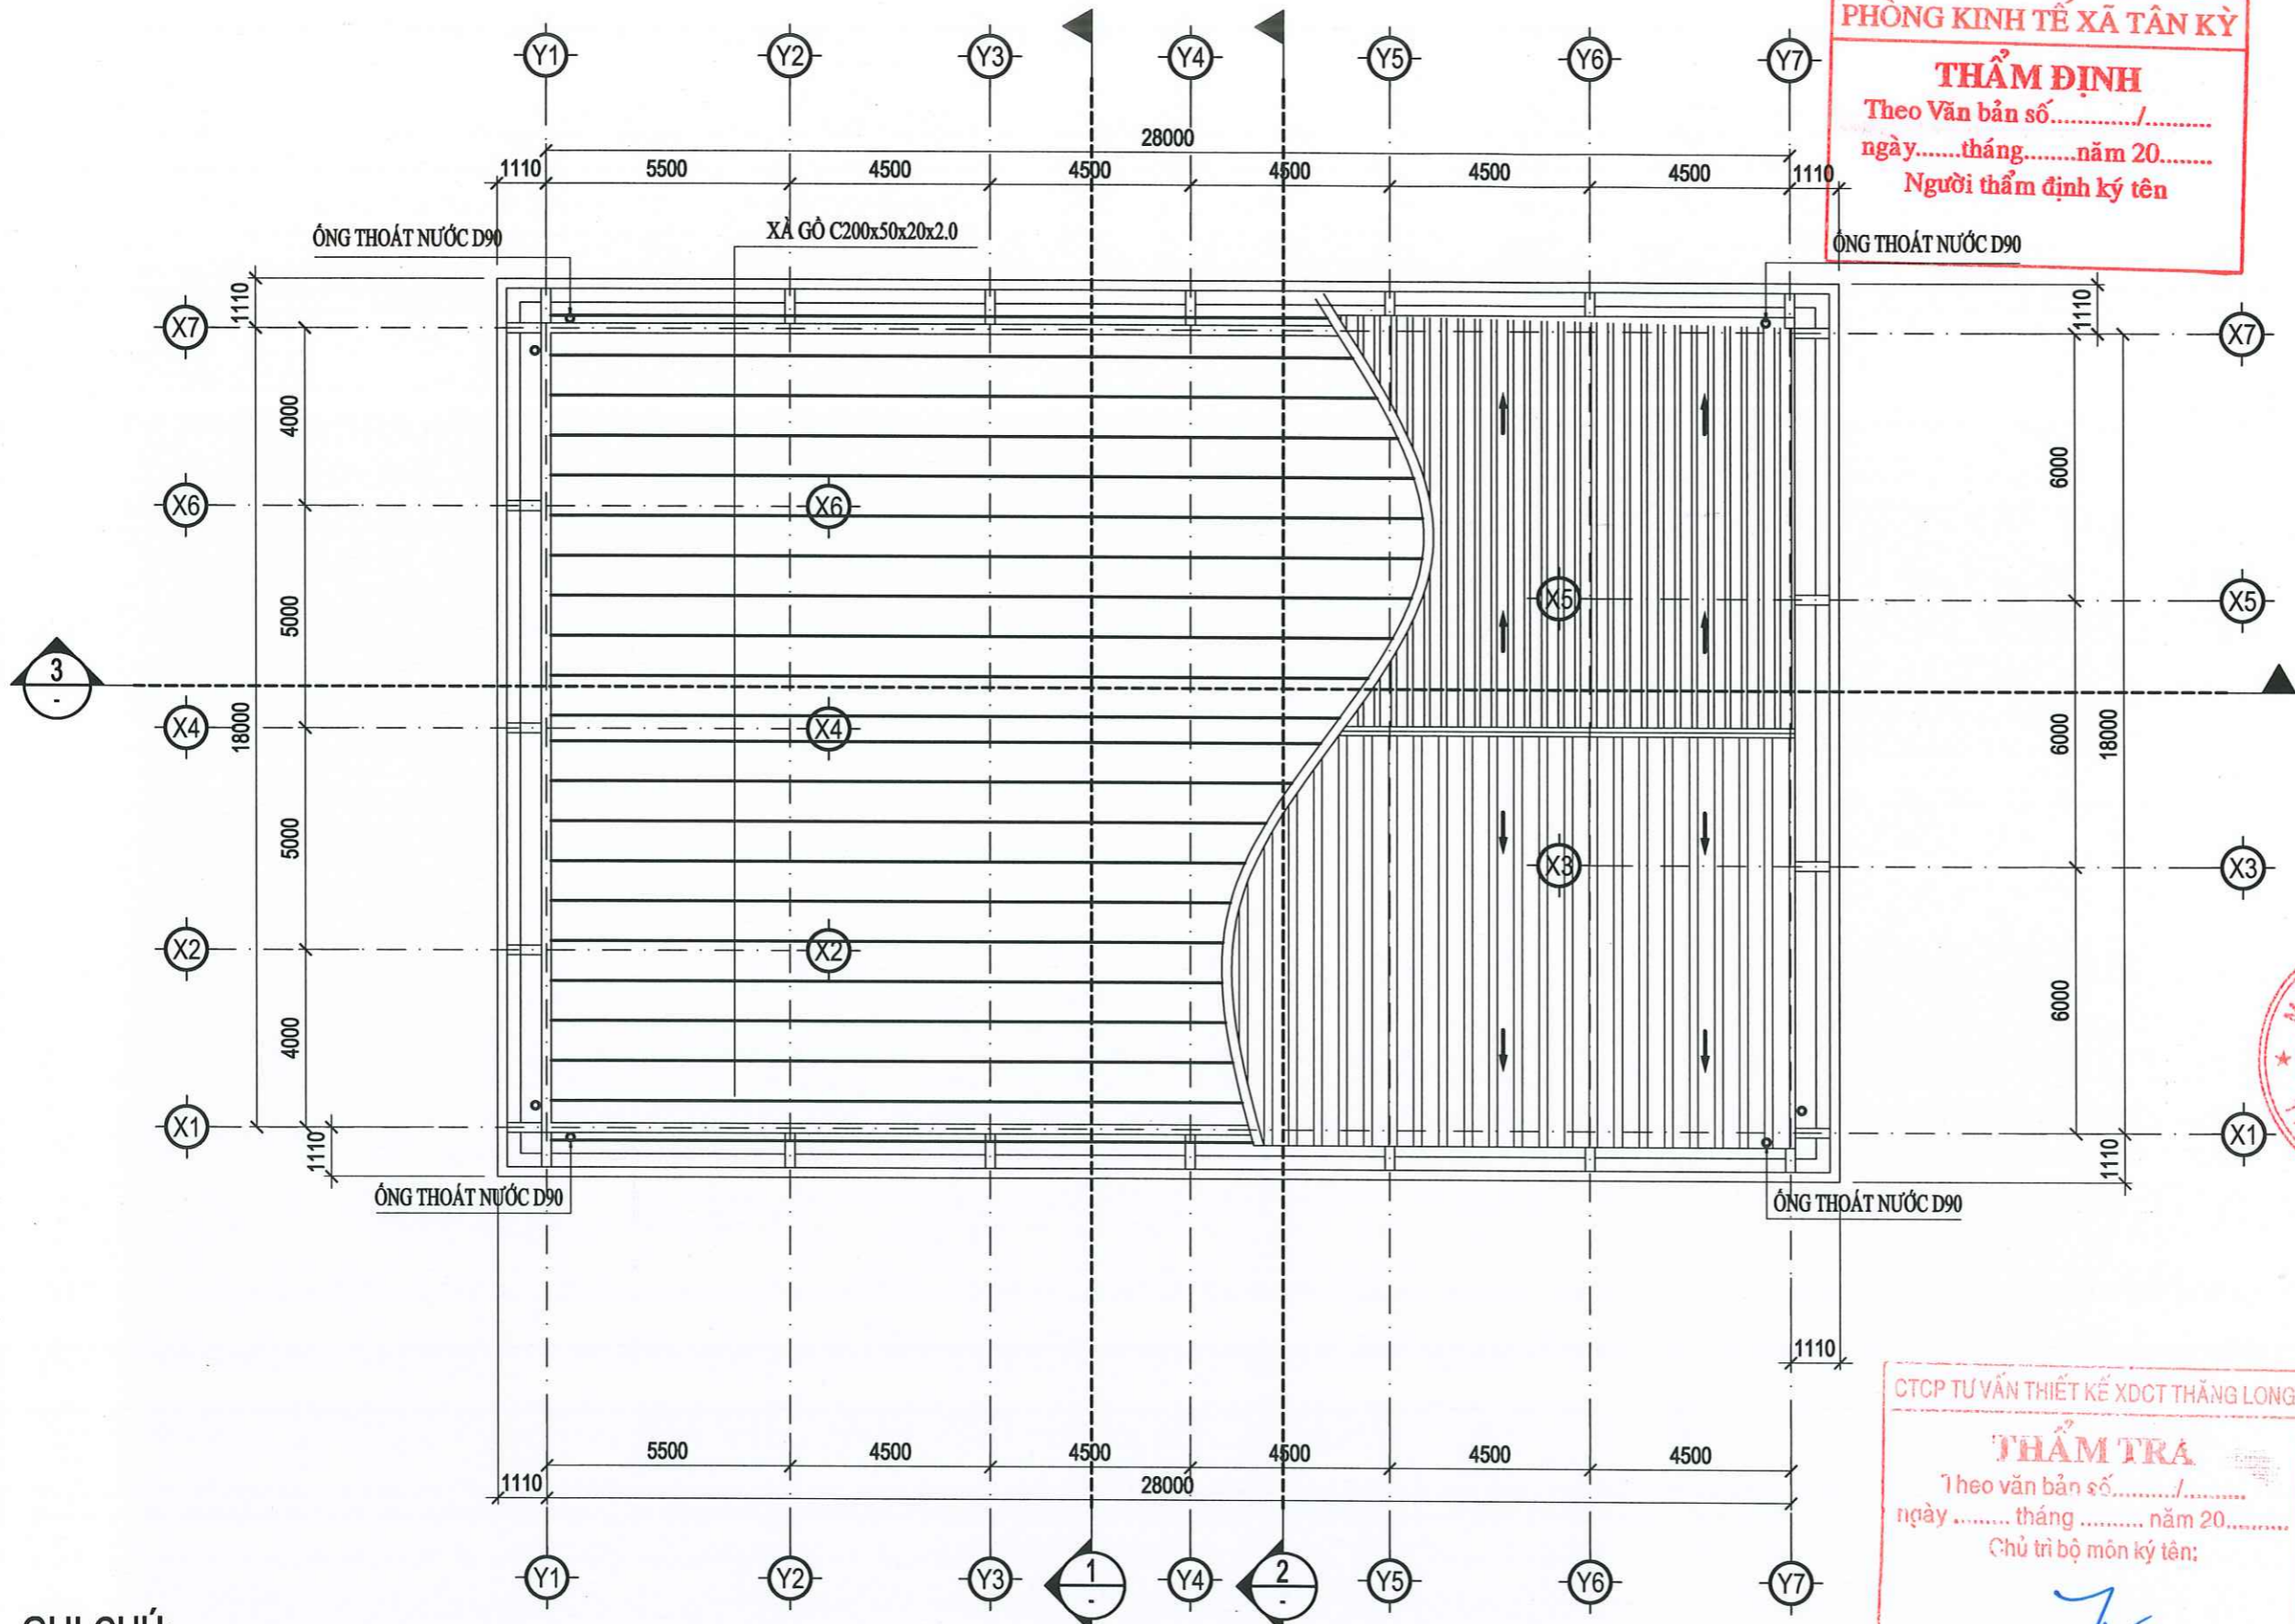 PHÒNG KINH TẾ XÃ TÂN KỲ
THẨM ĐỊNH
Theo Văn bản số............/..........
ngày.......tháng........năm 20........
Người thẩm định ký tên
Y1 Y2 Y3 Y4 Y5 Y6 Y7
28000
1110 5500 4500 4500 4500 4500 4500 1110
ỐNG THOÁT NƯỚC D90
XÀ GỒ C200x50x20x2.0
ỐNG THOÁT NƯỚC D90
1110
1110
X7
X7
4000
6000
X6
X6
5000
X5
X5
3
-
18000
X4
X4
6000
18000
5000
X3
X3
X2
X2
6000
4000
X1
X1
1110
1110
ỐNG THOÁT NƯỚC D90
ỐNG THOÁT NƯỚC D90
1110
5500 4500 4500 4500 4500 4500
1110
28000
Y1 Y2 Y3
1
-
Y4
2
-
Y5 Y6 Y7
CTCP TƯ VẤN THIẾT KẾ XDCT THĂNG LONG
THẨM TRA
Theo văn bản số........../..........
ngày ........ tháng .......... năm 20..........
Chủ trì bộ môn ký tên: